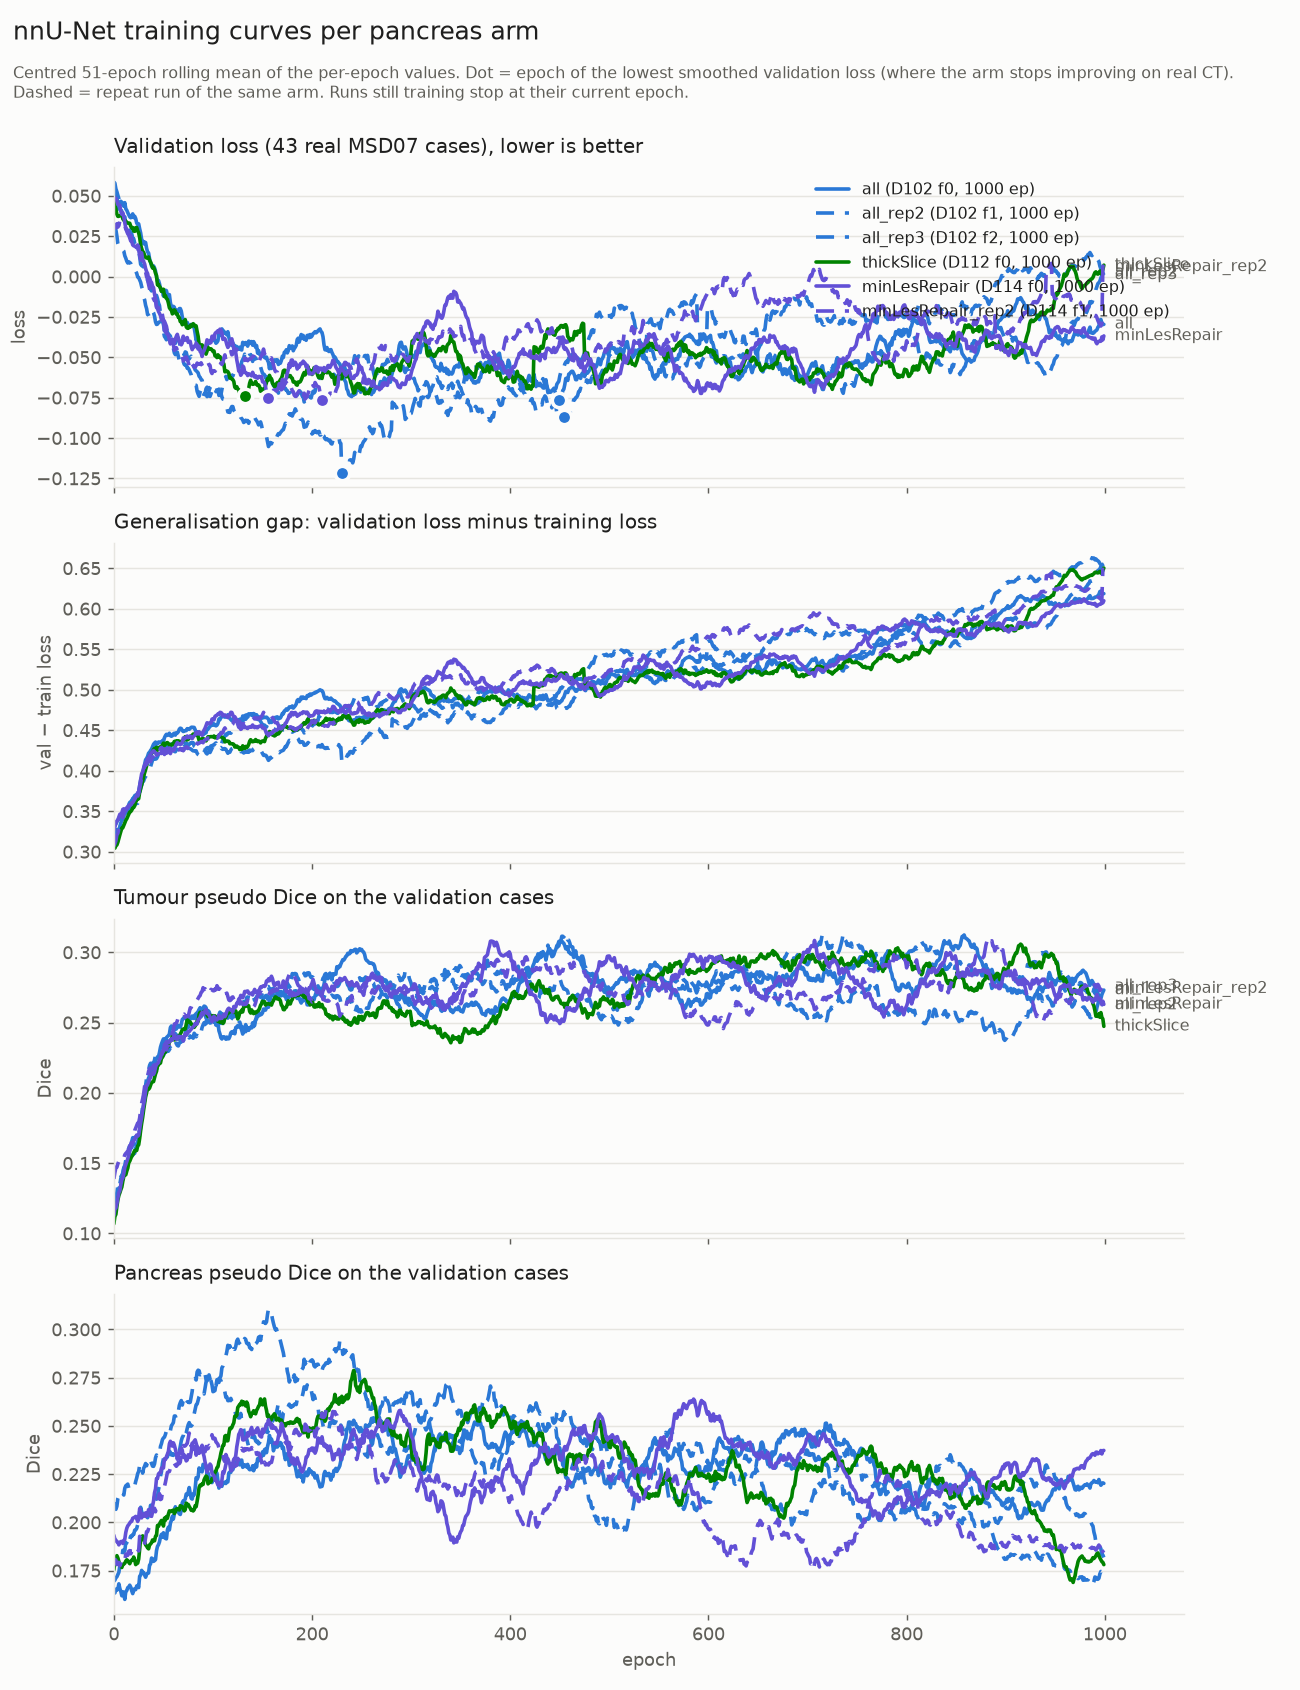 nnU-Net training curves per pancreas arm
Centred 51-epoch rolling mean of the per-epoch values. Dot = epoch of the lowest smoothed validation loss (where the arm stops improving on real CT).
Dashed = repeat run of the same arm. Runs still training stop at their current epoch.
Validation loss (43 real MSD07 cases), lower is better
0.050
0.025
0.000
−0.025
−0.050
−0.075
−0.100
−0.125
loss
all (D102 f0, 1000 ep)
all_rep2 (D102 f1, 1000 ep)
all_rep3 (D102 f2, 1000 ep)
thickSlice (D112 f0, 1000 ep)
minLesRepair (D114 f0, 1000 ep)
minLesRepair_rep2 (D114 f1, 1000 ep)
thickSlice
minLesRepair_rep2
all_rep3
all
minLesRepair
Generalisation gap: validation loss minus training loss
0.65
0.60
0.55
0.50
0.45
0.40
0.35
0.30
val − train loss
Tumour pseudo Dice on the validation cases
0.30
0.25
0.20
0.15
0.10
Dice
all_rep3
minLesRepair_rep2
minLesRepair
all_rep2
thickSlice
Pancreas pseudo Dice on the validation cases
0.300
0.275
0.250
0.225
0.200
0.175
Dice
0 200 400 600 800 1000
epoch